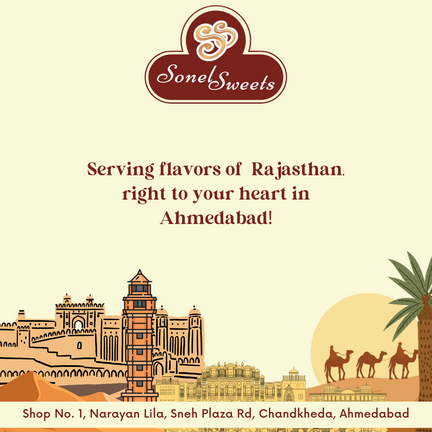 Sonel Sweets
Serving flavors of Rajasthan,
right to your heart in
Ahmedabad!
Shop No. 1, Narayan Lila, Sneh Plaza Rd, Chandkheda, Ahmedabad